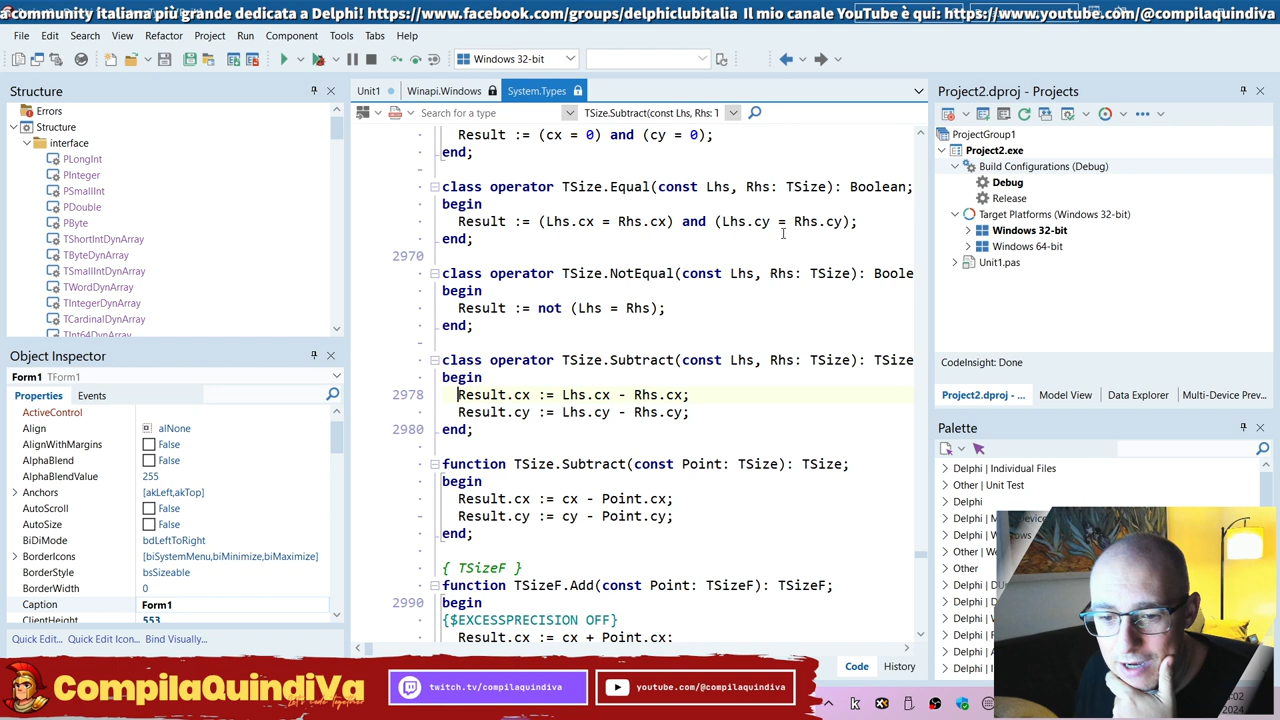 Community italiana più grande dedicata a Delphi! https://www.facebook.com/groups/delphiclubitalia Il mio canale YouTube è qui: https://www.youtube.com/@compilaquindiva
File Edit Search View Refactor Project Run Component Tools Tabs Help
Windows 32-bit
Structure
Errors
Structure
interface
PLongInt
PInteger
PSmallInt
PDouble
PByte
TShortIntDynArray
TByteDynArray
TSmallIntDynArray
TWordDynArray
TIntegerDynArray
TCardinalDynArray
TInt64DynArray
Object Inspector
Form1 TForm1
Properties Events
ActiveControl
Align alNone
AlignWithMargins False
AlphaBlend False
AlphaBlendValue 255
Anchors [akLeft,akTop]
AutoScroll False
AutoSize False
BiDiMode bdLeftToRight
BorderIcons [biSystemMenu,biMinimize,biMaximize]
BorderStyle bsSizeable
BorderWidth 0
Caption Form1
ClientHeight 553
Quick Edit... Quick Edit Icon... Bind Visually...
Unit1 Winapi.Windows System.Types
Search for a type TSize.Subtract(const Lhs, Rhs: T
Result := (cx = 0) and (cy = 0);
end;
class operator TSize.Equal(const Lhs, Rhs: TSize): Boolean;
begin
Result := (Lhs.cx = Rhs.cx) and (Lhs.cy = Rhs.cy);
end;
2970
class operator TSize.NotEqual(const Lhs, Rhs: TSize): Boole
begin
Result := not (Lhs = Rhs);
end;
class operator TSize.Subtract(const Lhs, Rhs: TSize): TSize
begin
2978 Result.cx := Lhs.cx - Rhs.cx;
Result.cy := Lhs.cy - Rhs.cy;
2980 end;
function TSize.Subtract(const Point: TSize): TSize;
begin
Result.cx := cx - Point.cx;
Result.cy := cy - Point.cy;
end;
{ TSizeF }
function TSizeF.Add(const Point: TSizeF): TSizeF;
2990 begin
{$EXCESSPRECISION OFF}
Result.cx := cx + Point.cx;
Code History
Project2.dproj - Projects
ProjectGroup1
Project2.exe
Build Configurations (Debug)
Debug
Release
Target Platforms (Windows 32-bit)
Windows 32-bit
Windows 64-bit
Unit1.pas
CodeInsight: Done
Project2.dproj - ... Model View Data Explorer Multi-Device Prev...
Palette
Delphi | Individual Files
Other | Unit Test
Delphi
Other
CompilaQuindiVa
Let's code Together
twitch.tv/compilaquindiva
youtube.com/@compilaquindiva